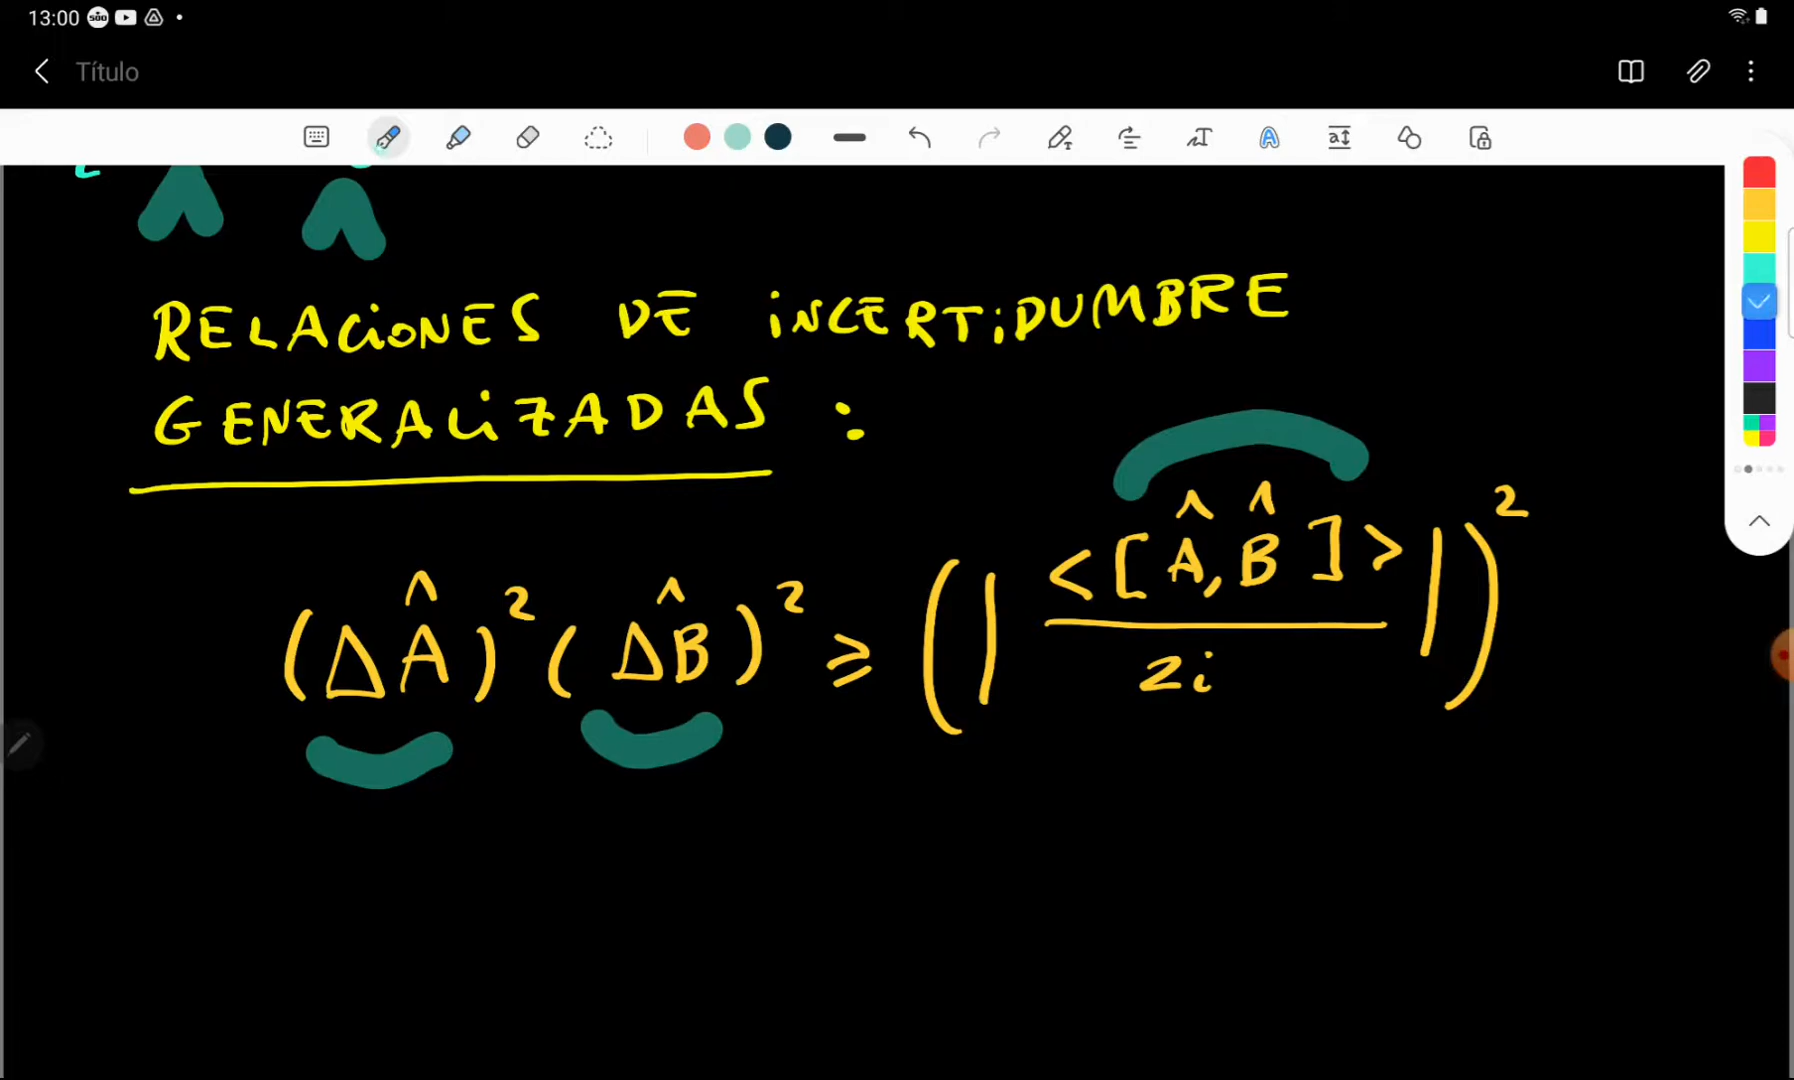 13:00
Título
RELACIONES DE INCERTIDUMBRE
GENERALIZADAS :
(ΔÂ)² (ΔB̂)² ≥ (| <[Â, B̂]> / 2i |)²